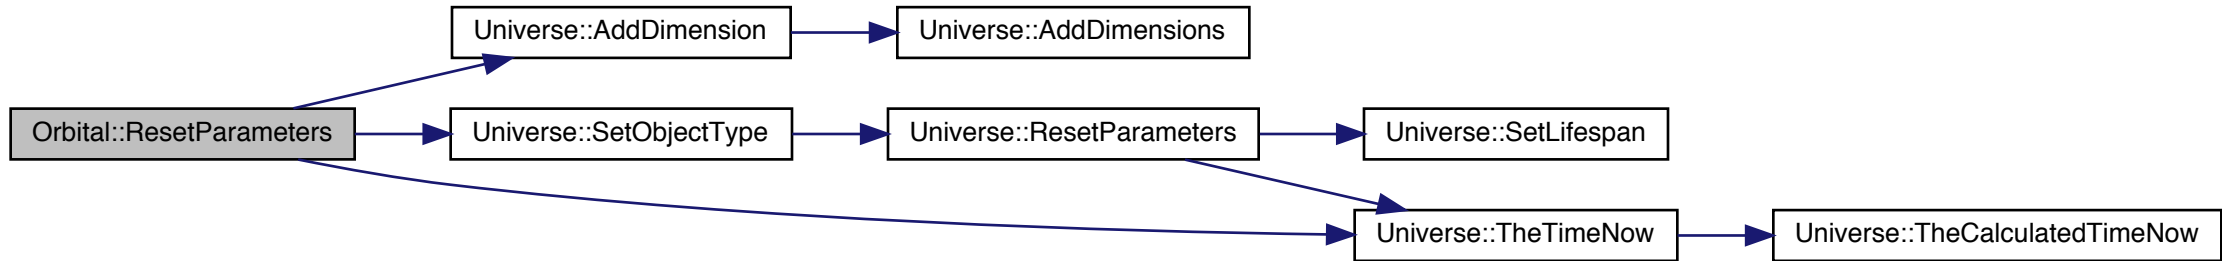 Universe::AddDimension
Universe::AddDimensions
Orbital::ResetParameters
Universe::SetObjectType
Universe::ResetParameters
Universe::SetLifespan
Universe::TheTimeNow
Universe::TheCalculatedTimeNow